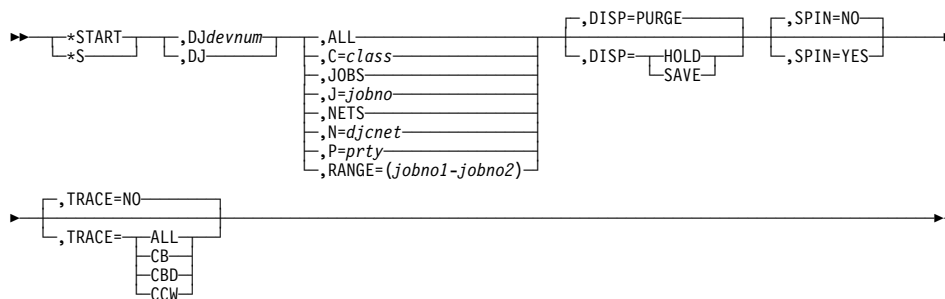 *START ,DJdevnum ,ALL ,DISP=PURGE ,SPIN=NO
*S ,DJ ,C=class ,DISP= HOLD ,SPIN=YES
,JOBS SAVE
,J=jobno
,NETS
,N=djcnet
,P=prty
,RANGE=(jobno1-jobno2)
,TRACE=NO
,TRACE= ALL
CB
CBD
CCW